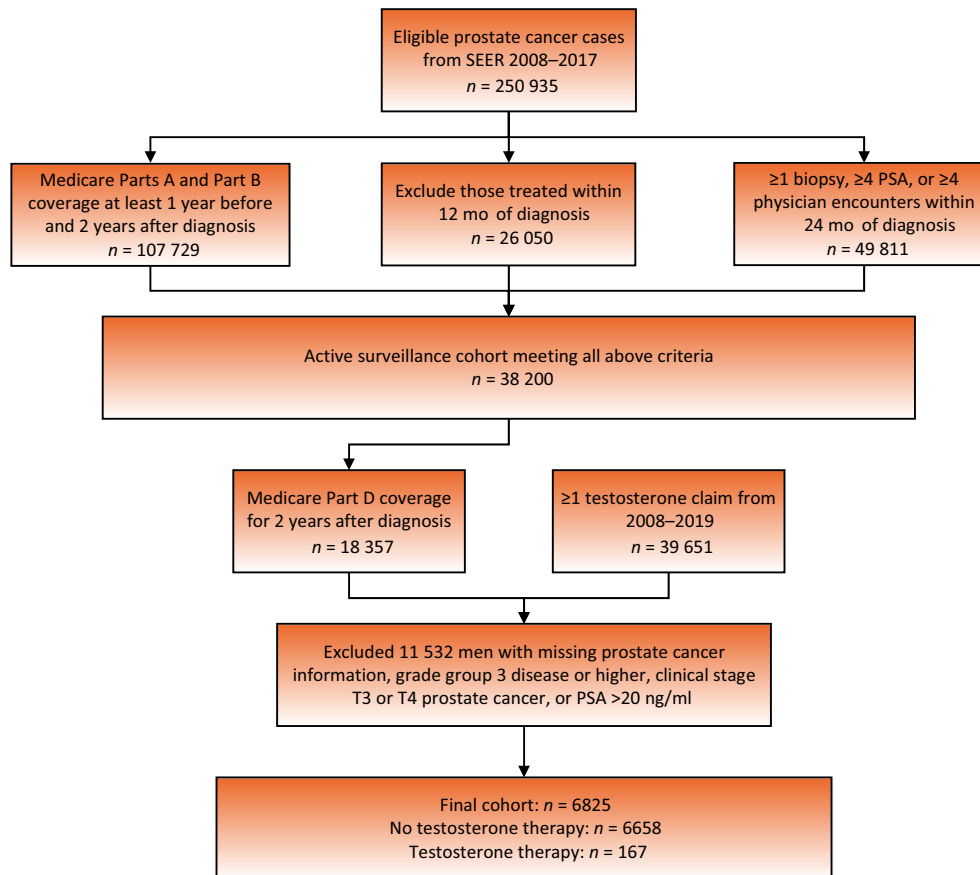 Eligible prostate cancer cases
from SEER 2008–2017
n = 250 935
Medicare Parts A and Part B
coverage at least 1 year before
and 2 years after diagnosis
n = 107 729
Exclude those treated within
12 mo of diagnosis
n = 26 050
≥1 biopsy, ≥4 PSA, or ≥4
physician encounters within
24 mo of diagnosis
n = 49 811
Active surveillance cohort meeting all above criteria
n = 38 200
Medicare Part D coverage
for 2 years after diagnosis
n = 18 357
≥1 testosterone claim from
2008–2019
n = 39 651
Excluded 11 532 men with missing prostate cancer
information, grade group 3 disease or higher, clinical stage
T3 or T4 prostate cancer, or PSA >20 ng/ml
Final cohort: n = 6825
No testosterone therapy: n = 6658
Testosterone therapy: n = 167